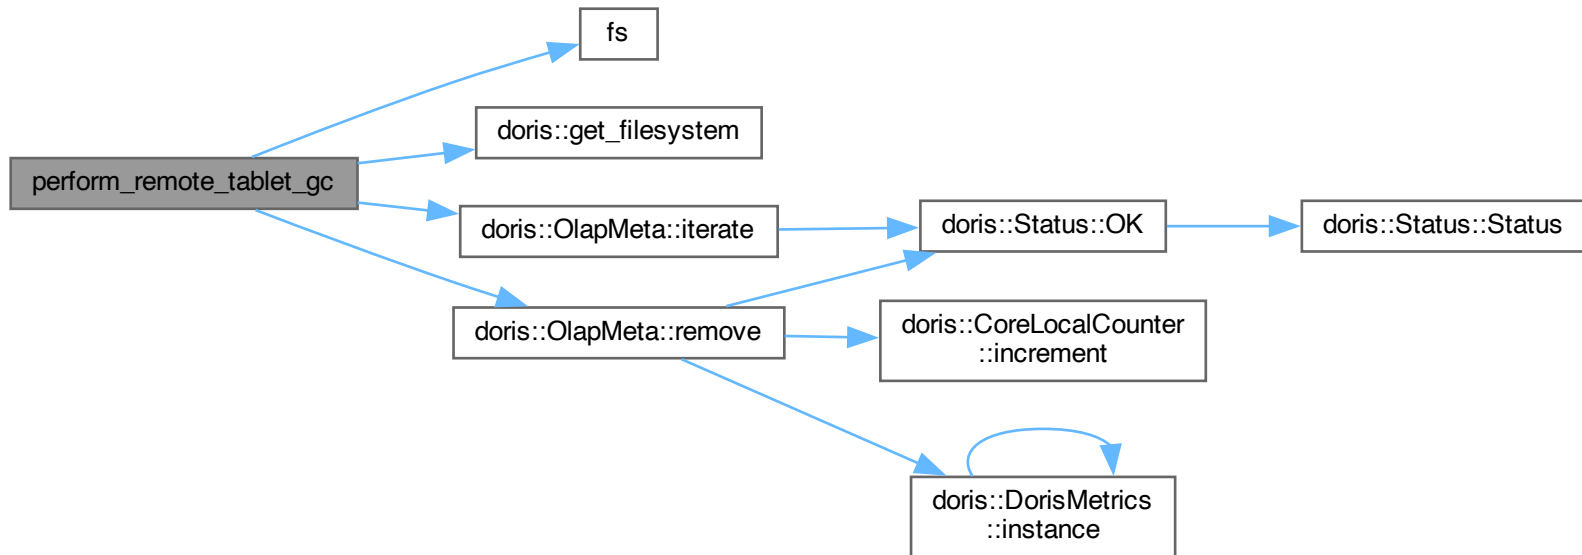 fs
doris::get_filesystem
perform_remote_tablet_gc
doris::OlapMeta::iterate
doris::Status::OK
doris::Status::Status
doris::OlapMeta::remove
doris::CoreLocalCounter
::increment
doris::DorisMetrics
::instance